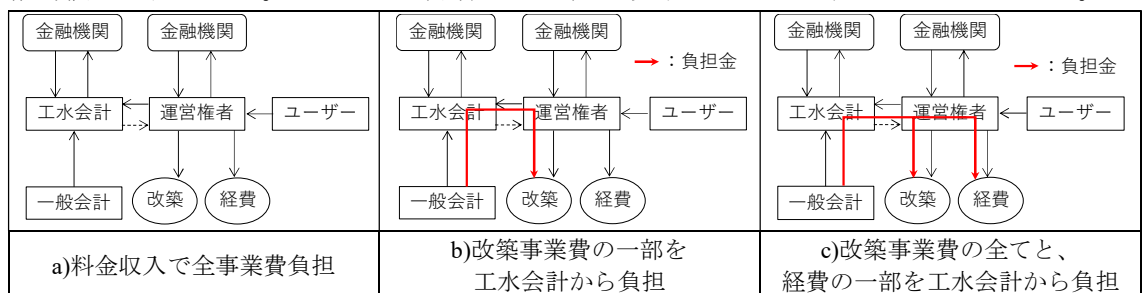 金融機関
金融機関
工水会計
運営権者
ユーザー
一般会計
改築
経費
a)料金収入で全事業費負担
金融機関
金融機関
：負担金
工水会計
運営権者
ユーザー
一般会計
改築
経費
b)改築事業費の一部を
工水会計から負担
金融機関
金融機関
：負担金
工水会計
運営権者
ユーザー
一般会計
改築
経費
c)改築事業費の全てと、
経費の一部を工水会計から負担